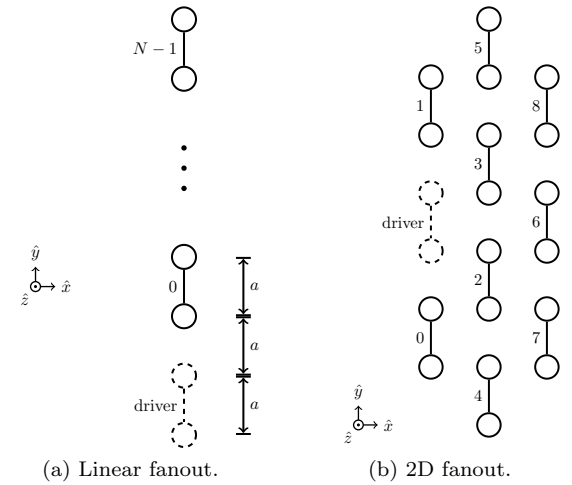 N − 1
0
a
a
a
driver
ŷ
x̂
ẑ
(a) Linear fanout.
5
1
8
3
driver
6
2
0
7
4
ŷ
x̂
ẑ
(b) 2D fanout.